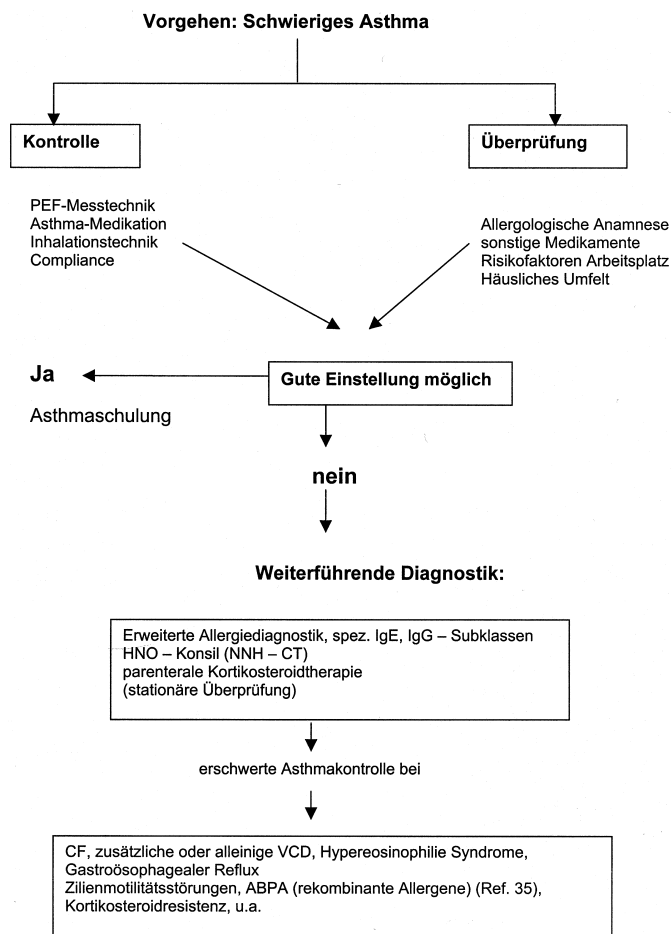 Vorgehen: Schwieriges Asthma
Kontrolle
Überprüfung
PEF-Messtechnik
Asthma-Medikation
Inhalationstechnik
Compliance
Allergologische Anamnese
sonstige Medikamente
Risikofaktoren Arbeitsplatz
Häusliches Umfelt
Ja
Gute Einstellung möglich
Asthmaschulung
nein
Weiterführende Diagnostik:
Erweiterte Allergiediagnostik, spez. IgE, IgG – Subklassen
HNO – Konsil (NNH – CT)
parenterale Kortikosteroidtherapie
(stationäre Überprüfung)
erschwerte Asthmakontrolle bei
CF, zusätzliche oder alleinige VCD, Hypereosinophilie Syndrome,
Gastroösophagealer Reflux
Zilienmotilitätsstörungen, ABPA (rekombinante Allergene) (Ref. 35),
Kortikosteroidresistenz, u.a.